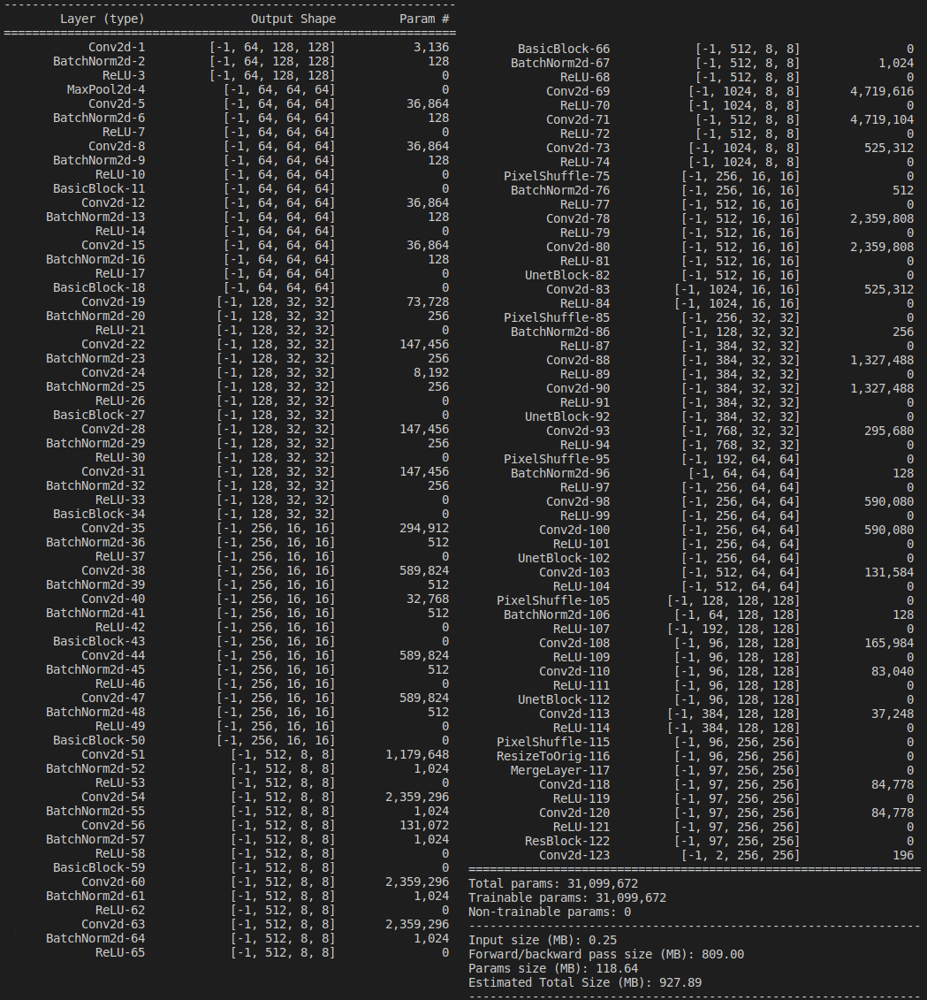 ----------------------------------------------------------------
Layer (type) Output Shape Param #
================================================================
Conv2d-1 [-1, 64, 128, 128] 3,136
BatchNorm2d-2 [-1, 64, 128, 128] 128
ReLU-3 [-1, 64, 128, 128] 0
MaxPool2d-4 [-1, 64, 64, 64] 0
Conv2d-5 [-1, 64, 64, 64] 36,864
BatchNorm2d-6 [-1, 64, 64, 64] 128
ReLU-7 [-1, 64, 64, 64] 0
Conv2d-8 [-1, 64, 64, 64] 36,864
BatchNorm2d-9 [-1, 64, 64, 64] 128
ReLU-10 [-1, 64, 64, 64] 0
BasicBlock-11 [-1, 64, 64, 64] 0
Conv2d-12 [-1, 64, 64, 64] 36,864
BatchNorm2d-13 [-1, 64, 64, 64] 128
ReLU-14 [-1, 64, 64, 64] 0
Conv2d-15 [-1, 64, 64, 64] 36,864
BatchNorm2d-16 [-1, 64, 64, 64] 128
ReLU-17 [-1, 64, 64, 64] 0
BasicBlock-18 [-1, 64, 64, 64] 0
Conv2d-19 [-1, 128, 32, 32] 73,728
BatchNorm2d-20 [-1, 128, 32, 32] 256
ReLU-21 [-1, 128, 32, 32] 0
Conv2d-22 [-1, 128, 32, 32] 147,456
BatchNorm2d-23 [-1, 128, 32, 32] 256
Conv2d-24 [-1, 128, 32, 32] 8,192
BatchNorm2d-25 [-1, 128, 32, 32] 256
ReLU-26 [-1, 128, 32, 32] 0
BasicBlock-27 [-1, 128, 32, 32] 0
Conv2d-28 [-1, 128, 32, 32] 147,456
BatchNorm2d-29 [-1, 128, 32, 32] 256
ReLU-30 [-1, 128, 32, 32] 0
Conv2d-31 [-1, 128, 32, 32] 147,456
BatchNorm2d-32 [-1, 128, 32, 32] 256
ReLU-33 [-1, 128, 32, 32] 0
BasicBlock-34 [-1, 128, 32, 32] 0
Conv2d-35 [-1, 256, 16, 16] 294,912
BatchNorm2d-36 [-1, 256, 16, 16] 512
ReLU-37 [-1, 256, 16, 16] 0
Conv2d-38 [-1, 256, 16, 16] 589,824
BatchNorm2d-39 [-1, 256, 16, 16] 512
Conv2d-40 [-1, 256, 16, 16] 32,768
BatchNorm2d-41 [-1, 256, 16, 16] 512
ReLU-42 [-1, 256, 16, 16] 0
BasicBlock-43 [-1, 256, 16, 16] 0
Conv2d-44 [-1, 256, 16, 16] 589,824
BatchNorm2d-45 [-1, 256, 16, 16] 512
ReLU-46 [-1, 256, 16, 16] 0
Conv2d-47 [-1, 256, 16, 16] 589,824
BatchNorm2d-48 [-1, 256, 16, 16] 512
ReLU-49 [-1, 256, 16, 16] 0
BasicBlock-50 [-1, 256, 16, 16] 0
Conv2d-51 [-1, 512, 8, 8] 1,179,648
BatchNorm2d-52 [-1, 512, 8, 8] 1,024
ReLU-53 [-1, 512, 8, 8] 0
Conv2d-54 [-1, 512, 8, 8] 2,359,296
BatchNorm2d-55 [-1, 512, 8, 8] 1,024
Conv2d-56 [-1, 512, 8, 8] 131,072
BatchNorm2d-57 [-1, 512, 8, 8] 1,024
ReLU-58 [-1, 512, 8, 8] 0
BasicBlock-59 [-1, 512, 8, 8] 0
Conv2d-60 [-1, 512, 8, 8] 2,359,296
BatchNorm2d-61 [-1, 512, 8, 8] 1,024
ReLU-62 [-1, 512, 8, 8] 0
Conv2d-63 [-1, 512, 8, 8] 2,359,296
BatchNorm2d-64 [-1, 512, 8, 8] 1,024
ReLU-65 [-1, 512, 8, 8] 0
BasicBlock-66 [-1, 512, 8, 8] 0
BatchNorm2d-67 [-1, 512, 8, 8] 1,024
ReLU-68 [-1, 512, 8, 8] 0
Conv2d-69 [-1, 1024, 8, 8] 4,719,616
ReLU-70 [-1, 1024, 8, 8] 0
Conv2d-71 [-1, 512, 8, 8] 4,719,104
ReLU-72 [-1, 512, 8, 8] 0
Conv2d-73 [-1, 1024, 8, 8] 525,312
ReLU-74 [-1, 1024, 8, 8] 0
PixelShuffle-75 [-1, 256, 16, 16] 0
BatchNorm2d-76 [-1, 256, 16, 16] 512
ReLU-77 [-1, 512, 16, 16] 0
Conv2d-78 [-1, 512, 16, 16] 2,359,808
ReLU-79 [-1, 512, 16, 16] 0
Conv2d-80 [-1, 512, 16, 16] 2,359,808
ReLU-81 [-1, 512, 16, 16] 0
UnetBlock-82 [-1, 512, 16, 16] 0
Conv2d-83 [-1, 1024, 16, 16] 525,312
ReLU-84 [-1, 1024, 16, 16] 0
PixelShuffle-85 [-1, 256, 32, 32] 0
BatchNorm2d-86 [-1, 128, 32, 32] 256
ReLU-87 [-1, 384, 32, 32] 0
Conv2d-88 [-1, 384, 32, 32] 1,327,488
ReLU-89 [-1, 384, 32, 32] 0
Conv2d-90 [-1, 384, 32, 32] 1,327,488
ReLU-91 [-1, 384, 32, 32] 0
UnetBlock-92 [-1, 384, 32, 32] 0
Conv2d-93 [-1, 768, 32, 32] 295,680
ReLU-94 [-1, 768, 32, 32] 0
PixelShuffle-95 [-1, 192, 64, 64] 0
BatchNorm2d-96 [-1, 64, 64, 64] 128
ReLU-97 [-1, 256, 64, 64] 0
Conv2d-98 [-1, 256, 64, 64] 590,080
ReLU-99 [-1, 256, 64, 64] 0
Conv2d-100 [-1, 256, 64, 64] 590,080
ReLU-101 [-1, 256, 64, 64] 0
UnetBlock-102 [-1, 256, 64, 64] 0
Conv2d-103 [-1, 512, 64, 64] 131,584
ReLU-104 [-1, 512, 64, 64] 0
PixelShuffle-105 [-1, 128, 128, 128] 0
BatchNorm2d-106 [-1, 64, 128, 128] 128
ReLU-107 [-1, 192, 128, 128] 0
Conv2d-108 [-1, 96, 128, 128] 165,984
ReLU-109 [-1, 96, 128, 128] 0
Conv2d-110 [-1, 96, 128, 128] 83,040
ReLU-111 [-1, 96, 128, 128] 0
UnetBlock-112 [-1, 96, 128, 128] 0
Conv2d-113 [-1, 384, 128, 128] 37,248
ReLU-114 [-1, 384, 128, 128] 0
PixelShuffle-115 [-1, 96, 256, 256] 0
ResizeToOrig-116 [-1, 96, 256, 256] 0
MergeLayer-117 [-1, 97, 256, 256] 0
Conv2d-118 [-1, 97, 256, 256] 84,778
ReLU-119 [-1, 97, 256, 256] 0
Conv2d-120 [-1, 97, 256, 256] 84,778
ReLU-121 [-1, 97, 256, 256] 0
ResBlock-122 [-1, 97, 256, 256] 0
Conv2d-123 [-1, 2, 256, 256] 196
================================================================
Total params: 31,099,672
Trainable params: 31,099,672
Non-trainable params: 0
----------------------------------------------------------------
Input size (MB): 0.25
Forward/backward pass size (MB): 809.00
Params size (MB): 118.64
Estimated Total Size (MB): 927.89
----------------------------------------------------------------